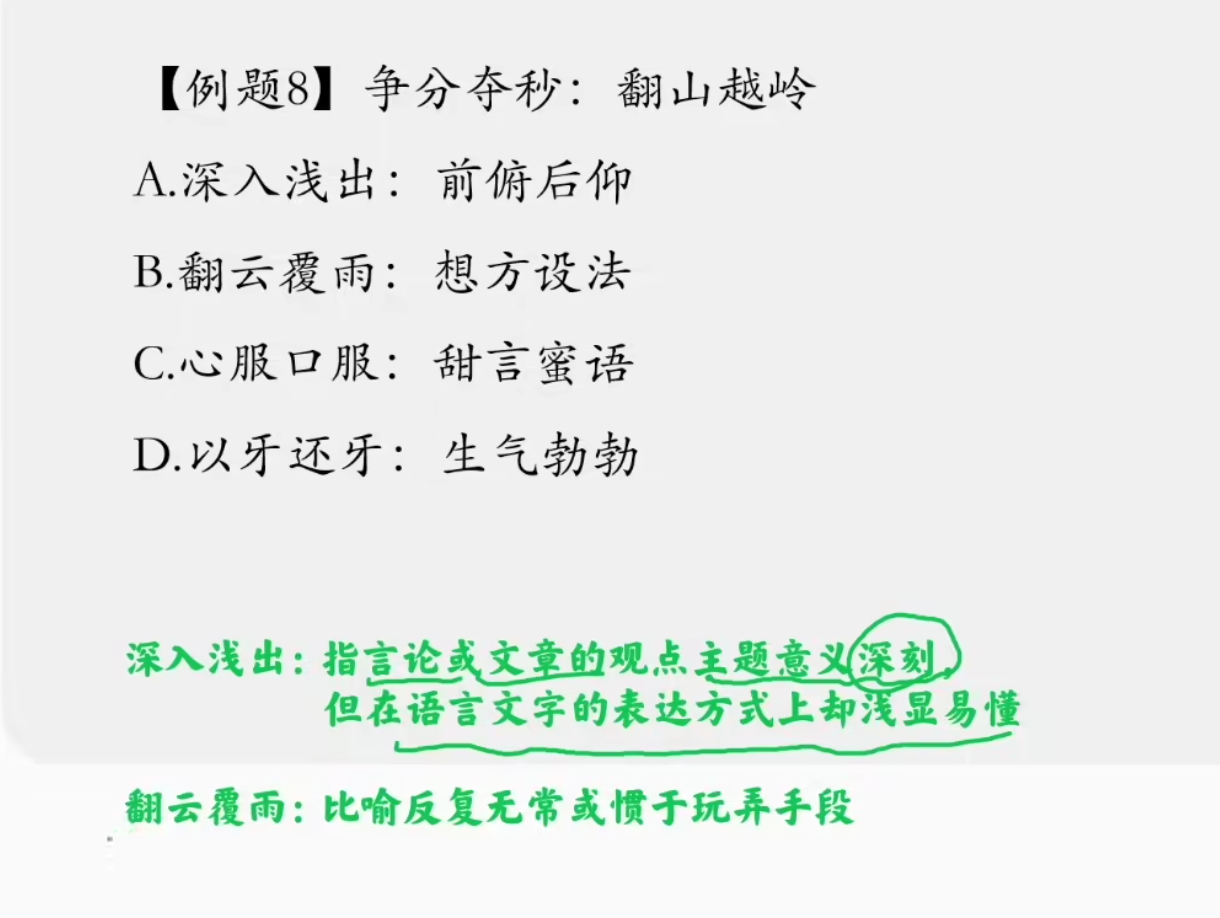 【例题8】争分夺秒：翻山越岭
A.深入浅出：前俯后仰
B.翻云覆雨：想方设法
C.心服口服：甜言蜜语
D.以牙还牙：生气勃勃
深入浅出：指言论或文章的观点主题意义深刻，
但在语言文字的表达方式上却浅显易懂
翻云覆雨：比喻反复无常或惯于玩弄手段